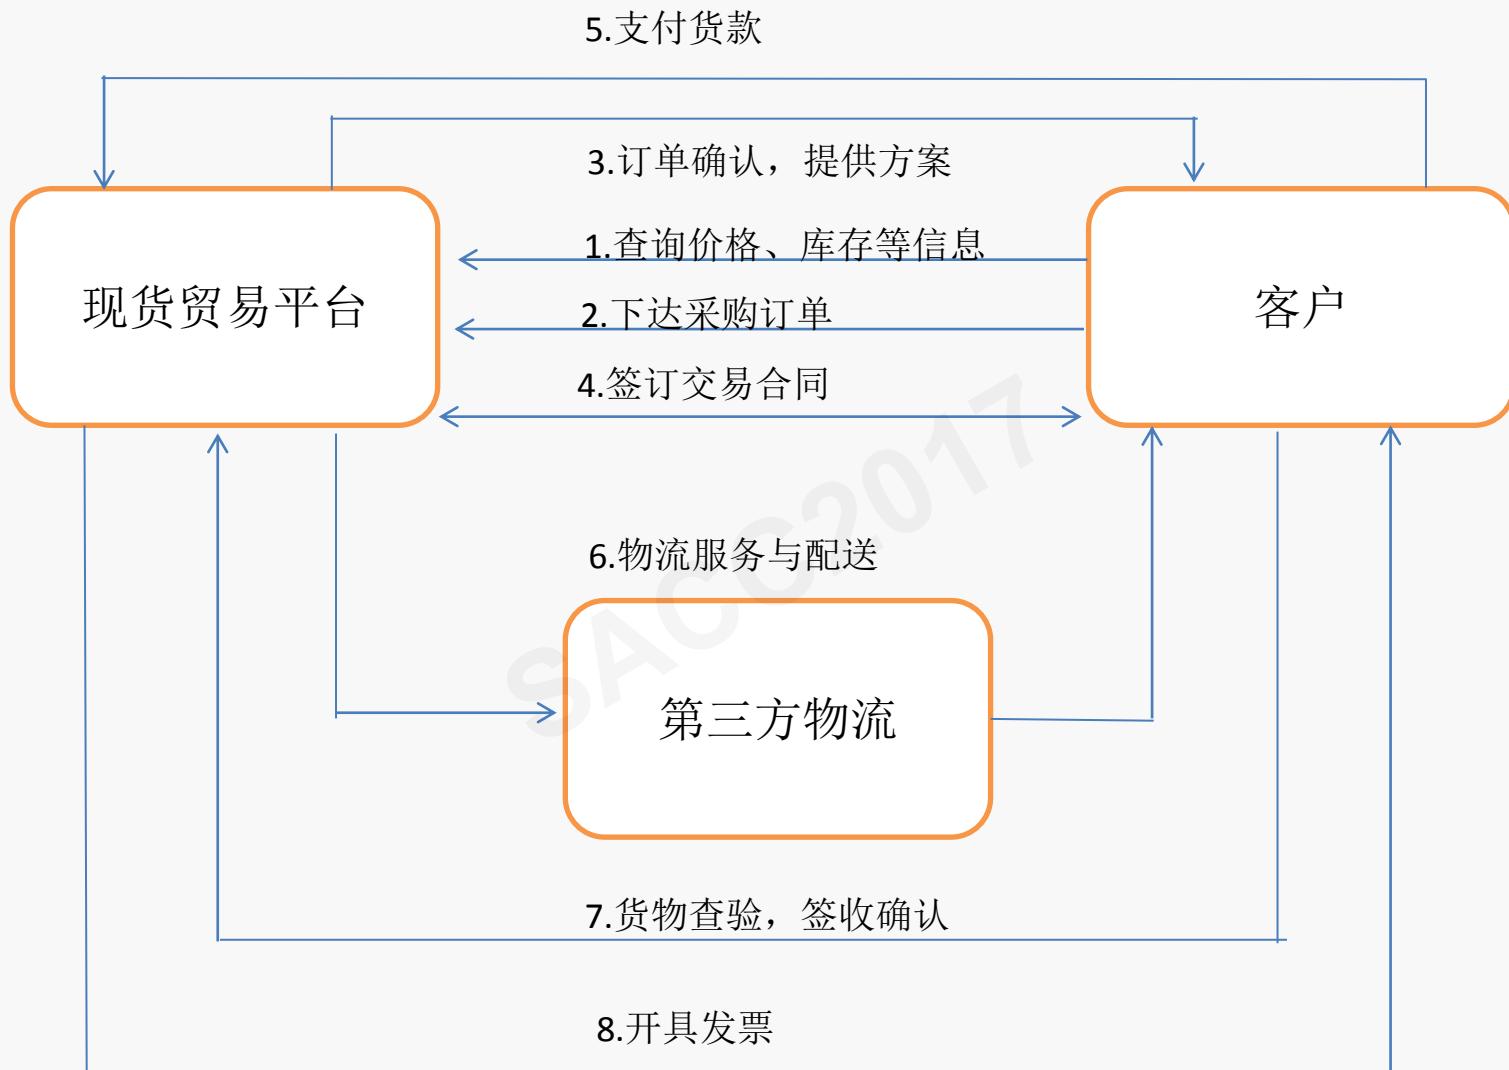 5.支付货款
3.订单确认，提供方案
1.查询价格、库存等信息
现货贸易平台
客户
2.下达采购订单
4.签订交易合同
SACC2017
6.物流服务与配送
第三方物流
7.货物查验，签收确认
8.开具发票